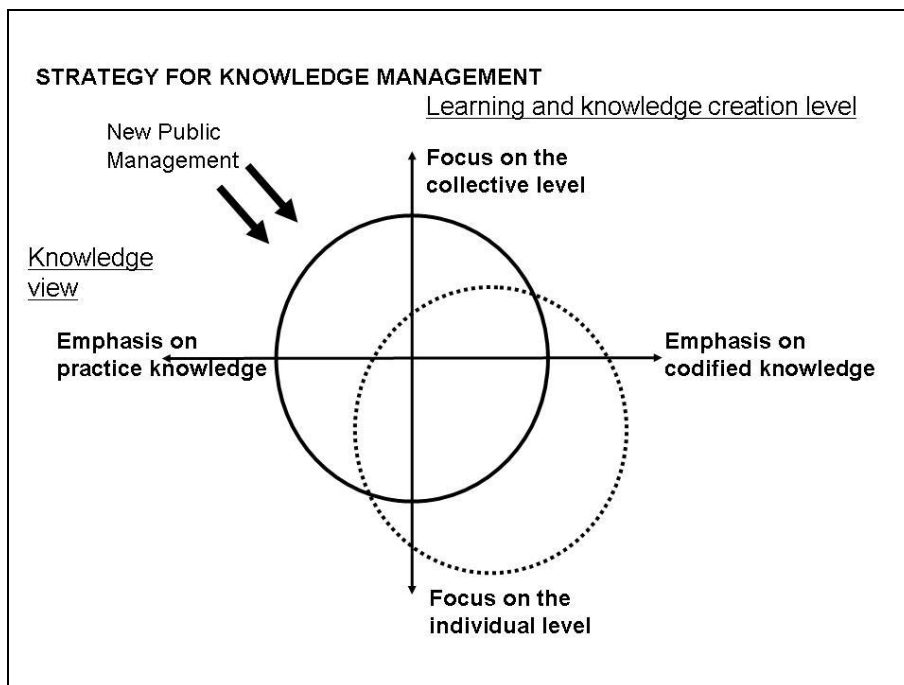 STRATEGY FOR KNOWLEDGE MANAGEMENT
Learning and knowledge creation level
New Public
Management
Focus on the
collective level
Knowledge
view
Emphasis on
practice knowledge
Emphasis on
codified knowledge
Focus on the
individual level